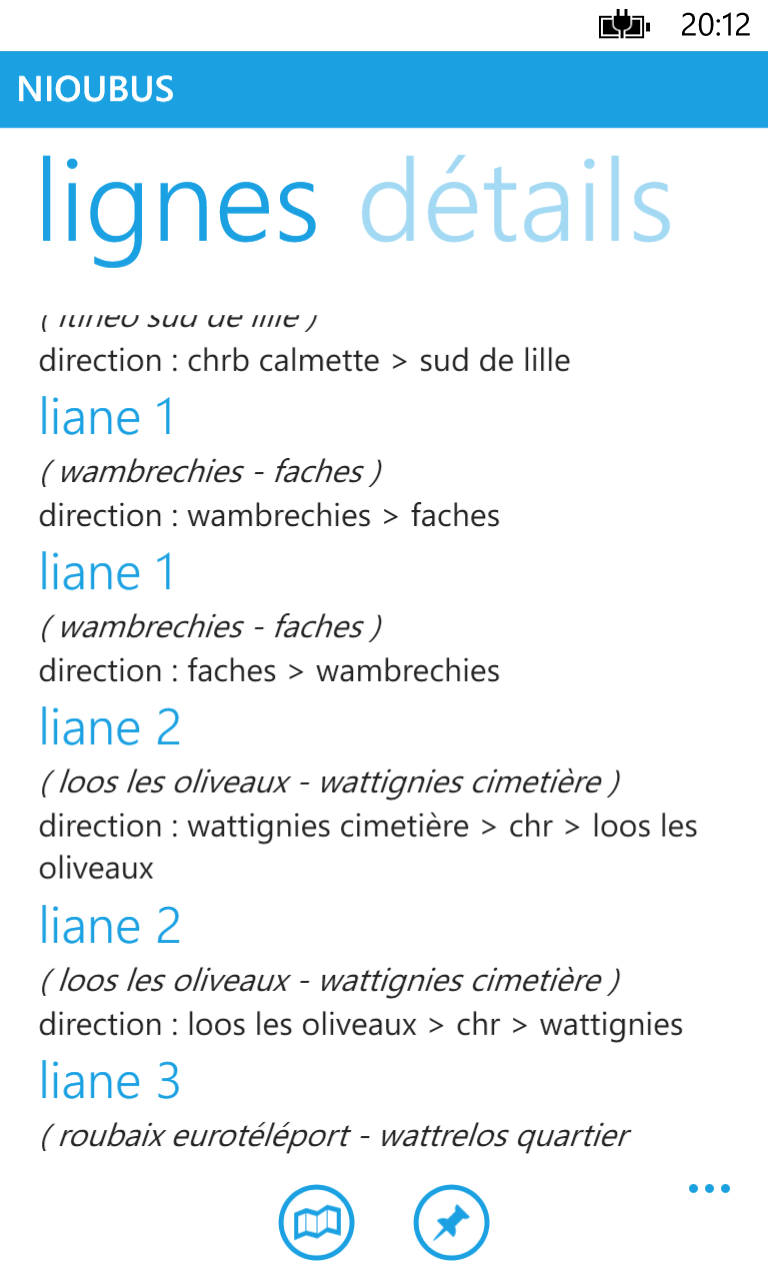 20:12
NIOUBUS
lignes détails
sud de lille )
direction : chrb calmette > sud de lille
liane 1
( wambrechies - faches )
direction : wambrechies > faches
liane 1
( wambrechies - faches )
direction : faches > wambrechies
liane 2
( loos les oliveaux - wattignies cimetière )
direction : wattignies cimetière > chr > loos les
oliveaux
liane 2
( loos les oliveaux - wattignies cimetière )
direction : loos les oliveaux > chr > wattignies
liane 3
( roubaix eurotéléport - wattrelos quartier